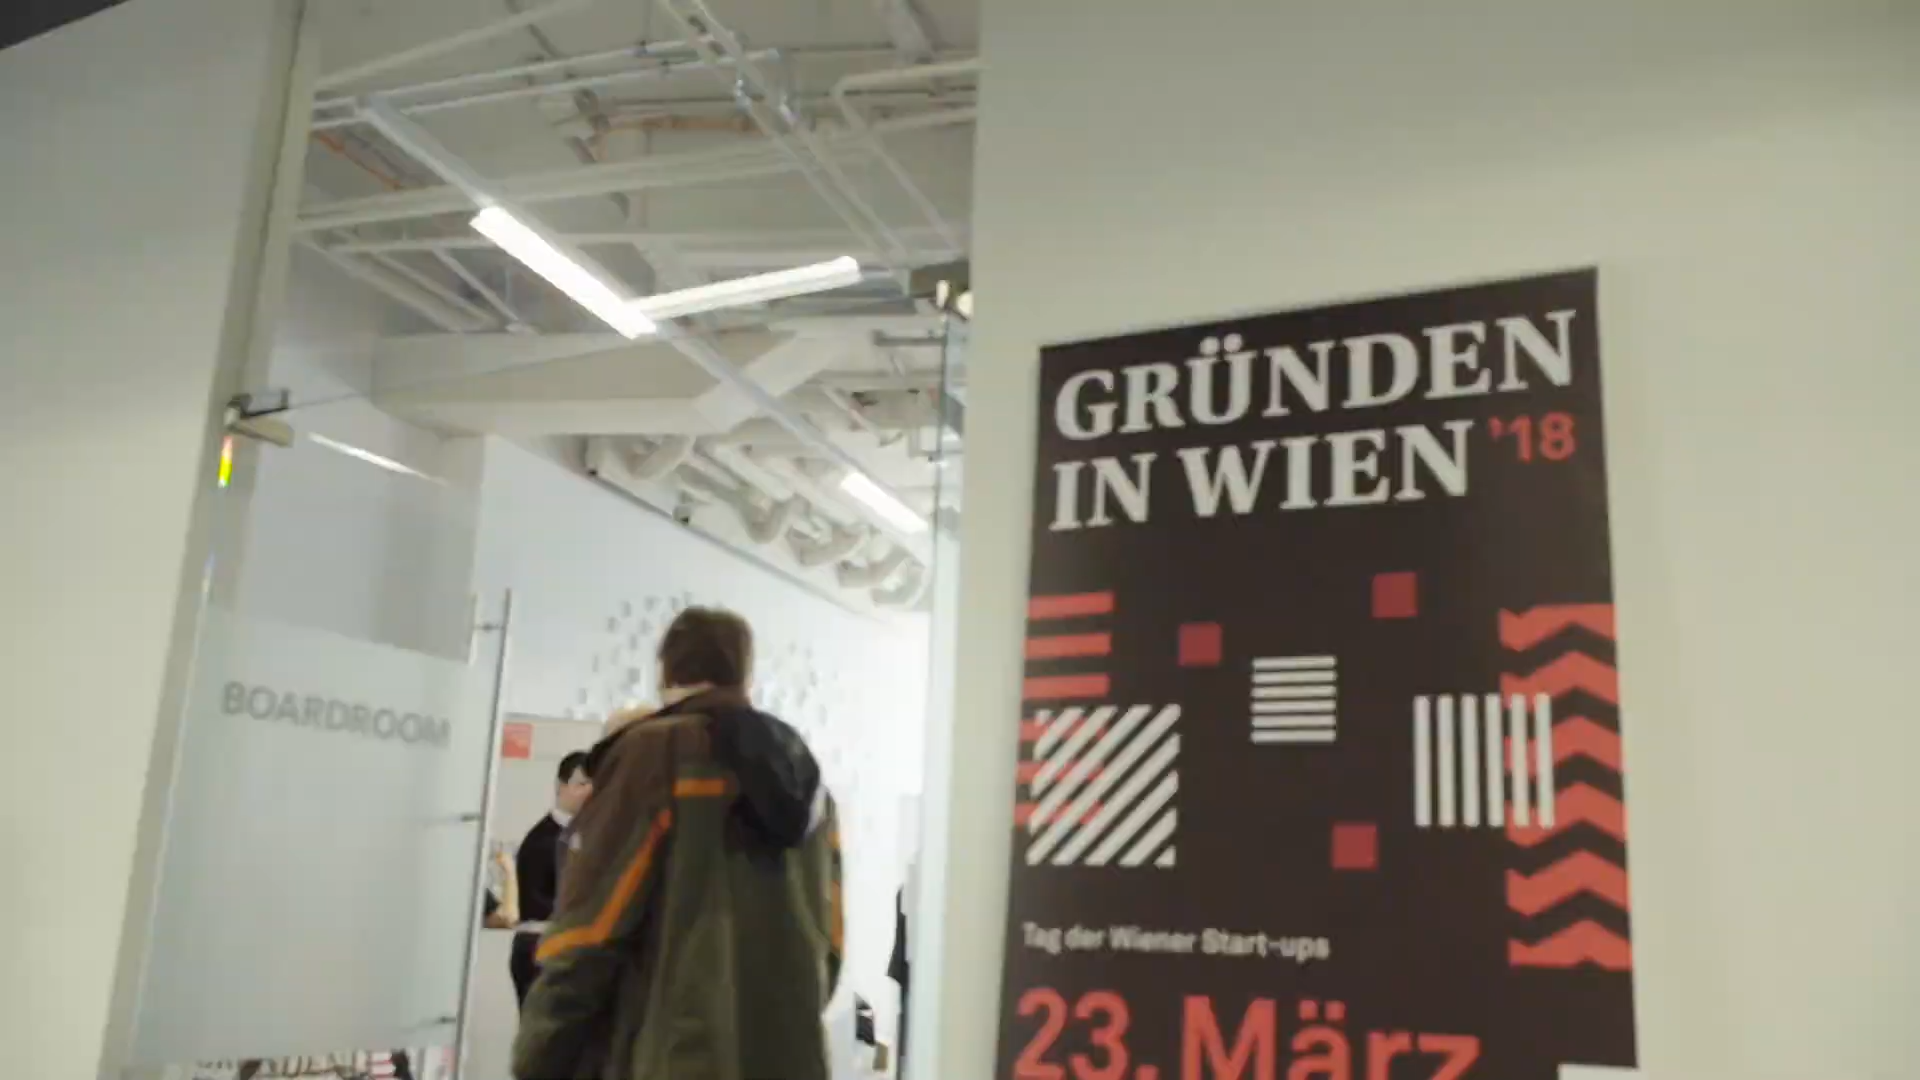 BOARDROOM
GRÜNDEN
IN WIEN '18
Tag der Wiener Start-ups
23. März